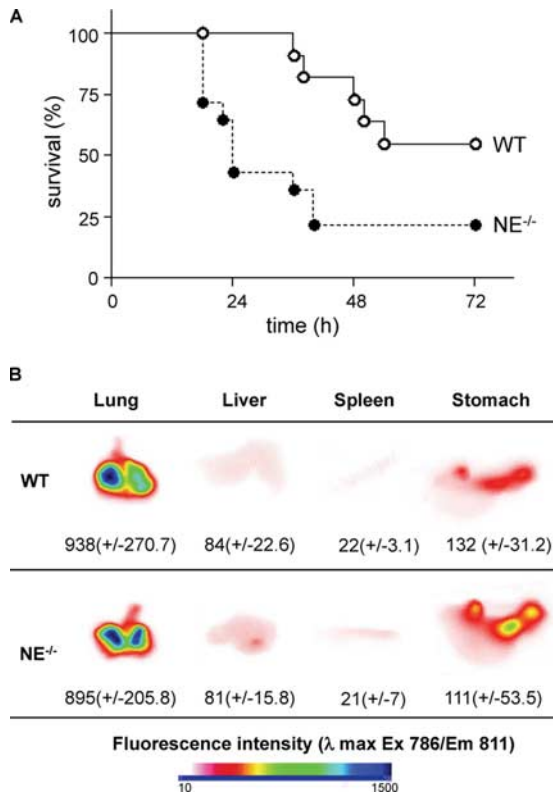 A
survival (%)
100
75
50
25
0
0 24 48 72
time (h)
WT
NE-/-
B
Lung Liver Spleen Stomach
WT
938(+/-270.7) 84(+/-22.6) 22(+/-3.1) 132 (+/-31.2)
NE-/-
895(+/-205.8) 81(+/-15.8) 21(+/-7) 111(+/-53.5)
Fluorescence intensity (λ max Ex 786/Em 811)
10 1500